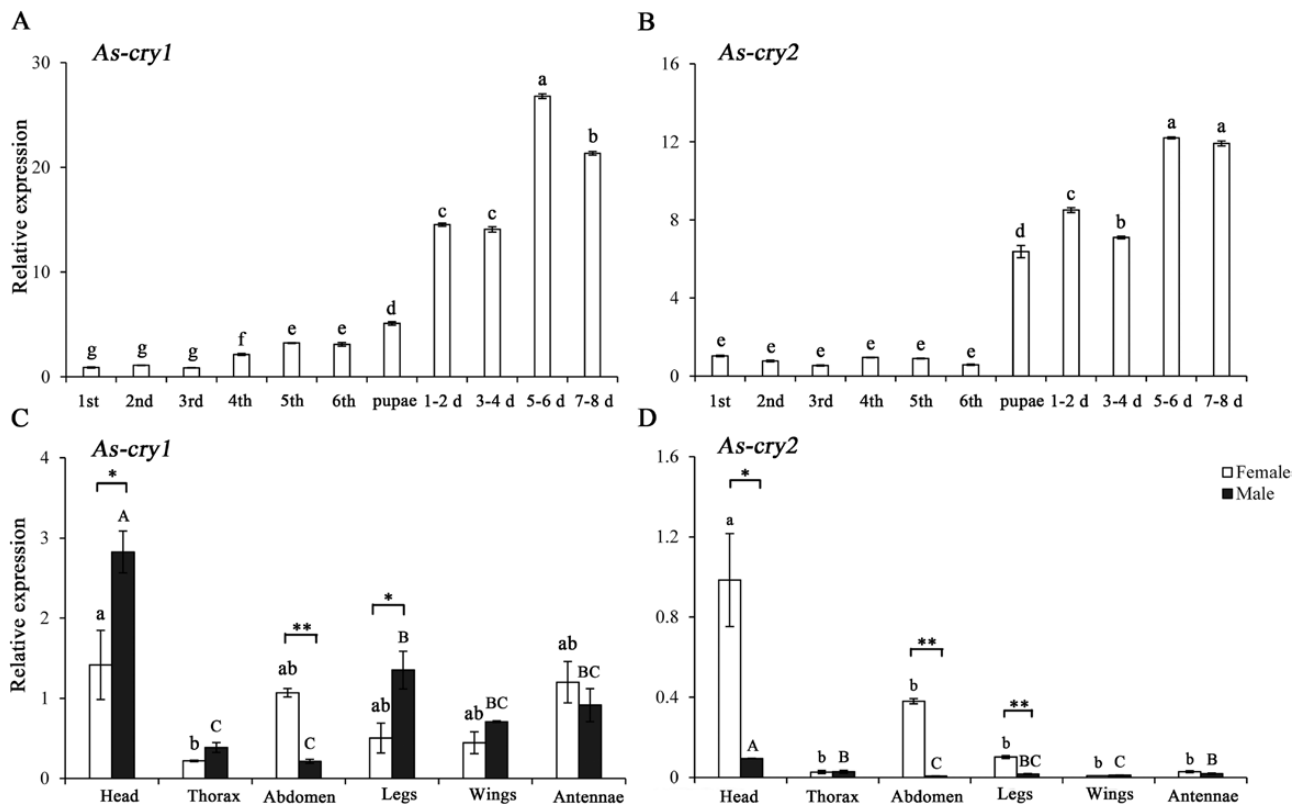 A
As-cry1
Relative expression
30
20
10
0
g g g f e e d c c a b
1st 2nd 3rd 4th 5th 6th pupae 1-2 d 3-4 d 5-6 d 7-8 d
B
As-cry2
16
12
8
4
0
e e e e e e d c b a a
1st 2nd 3rd 4th 5th 6th pupae 1-2 d 3-4 d 5-6 d 7-8 d
C
As-cry1
Relative expression
4
3
2
1
0
* ** *
a A b C ab C ab B ab BC ab BC
Head Thorax Abdomen Legs Wings Antennae
D
As-cry2
1.6
1.2
0.8
0.4
0
* ** **
a A b B b C b BC b C b B
Head Thorax Abdomen Legs Wings Antennae
Female
Male